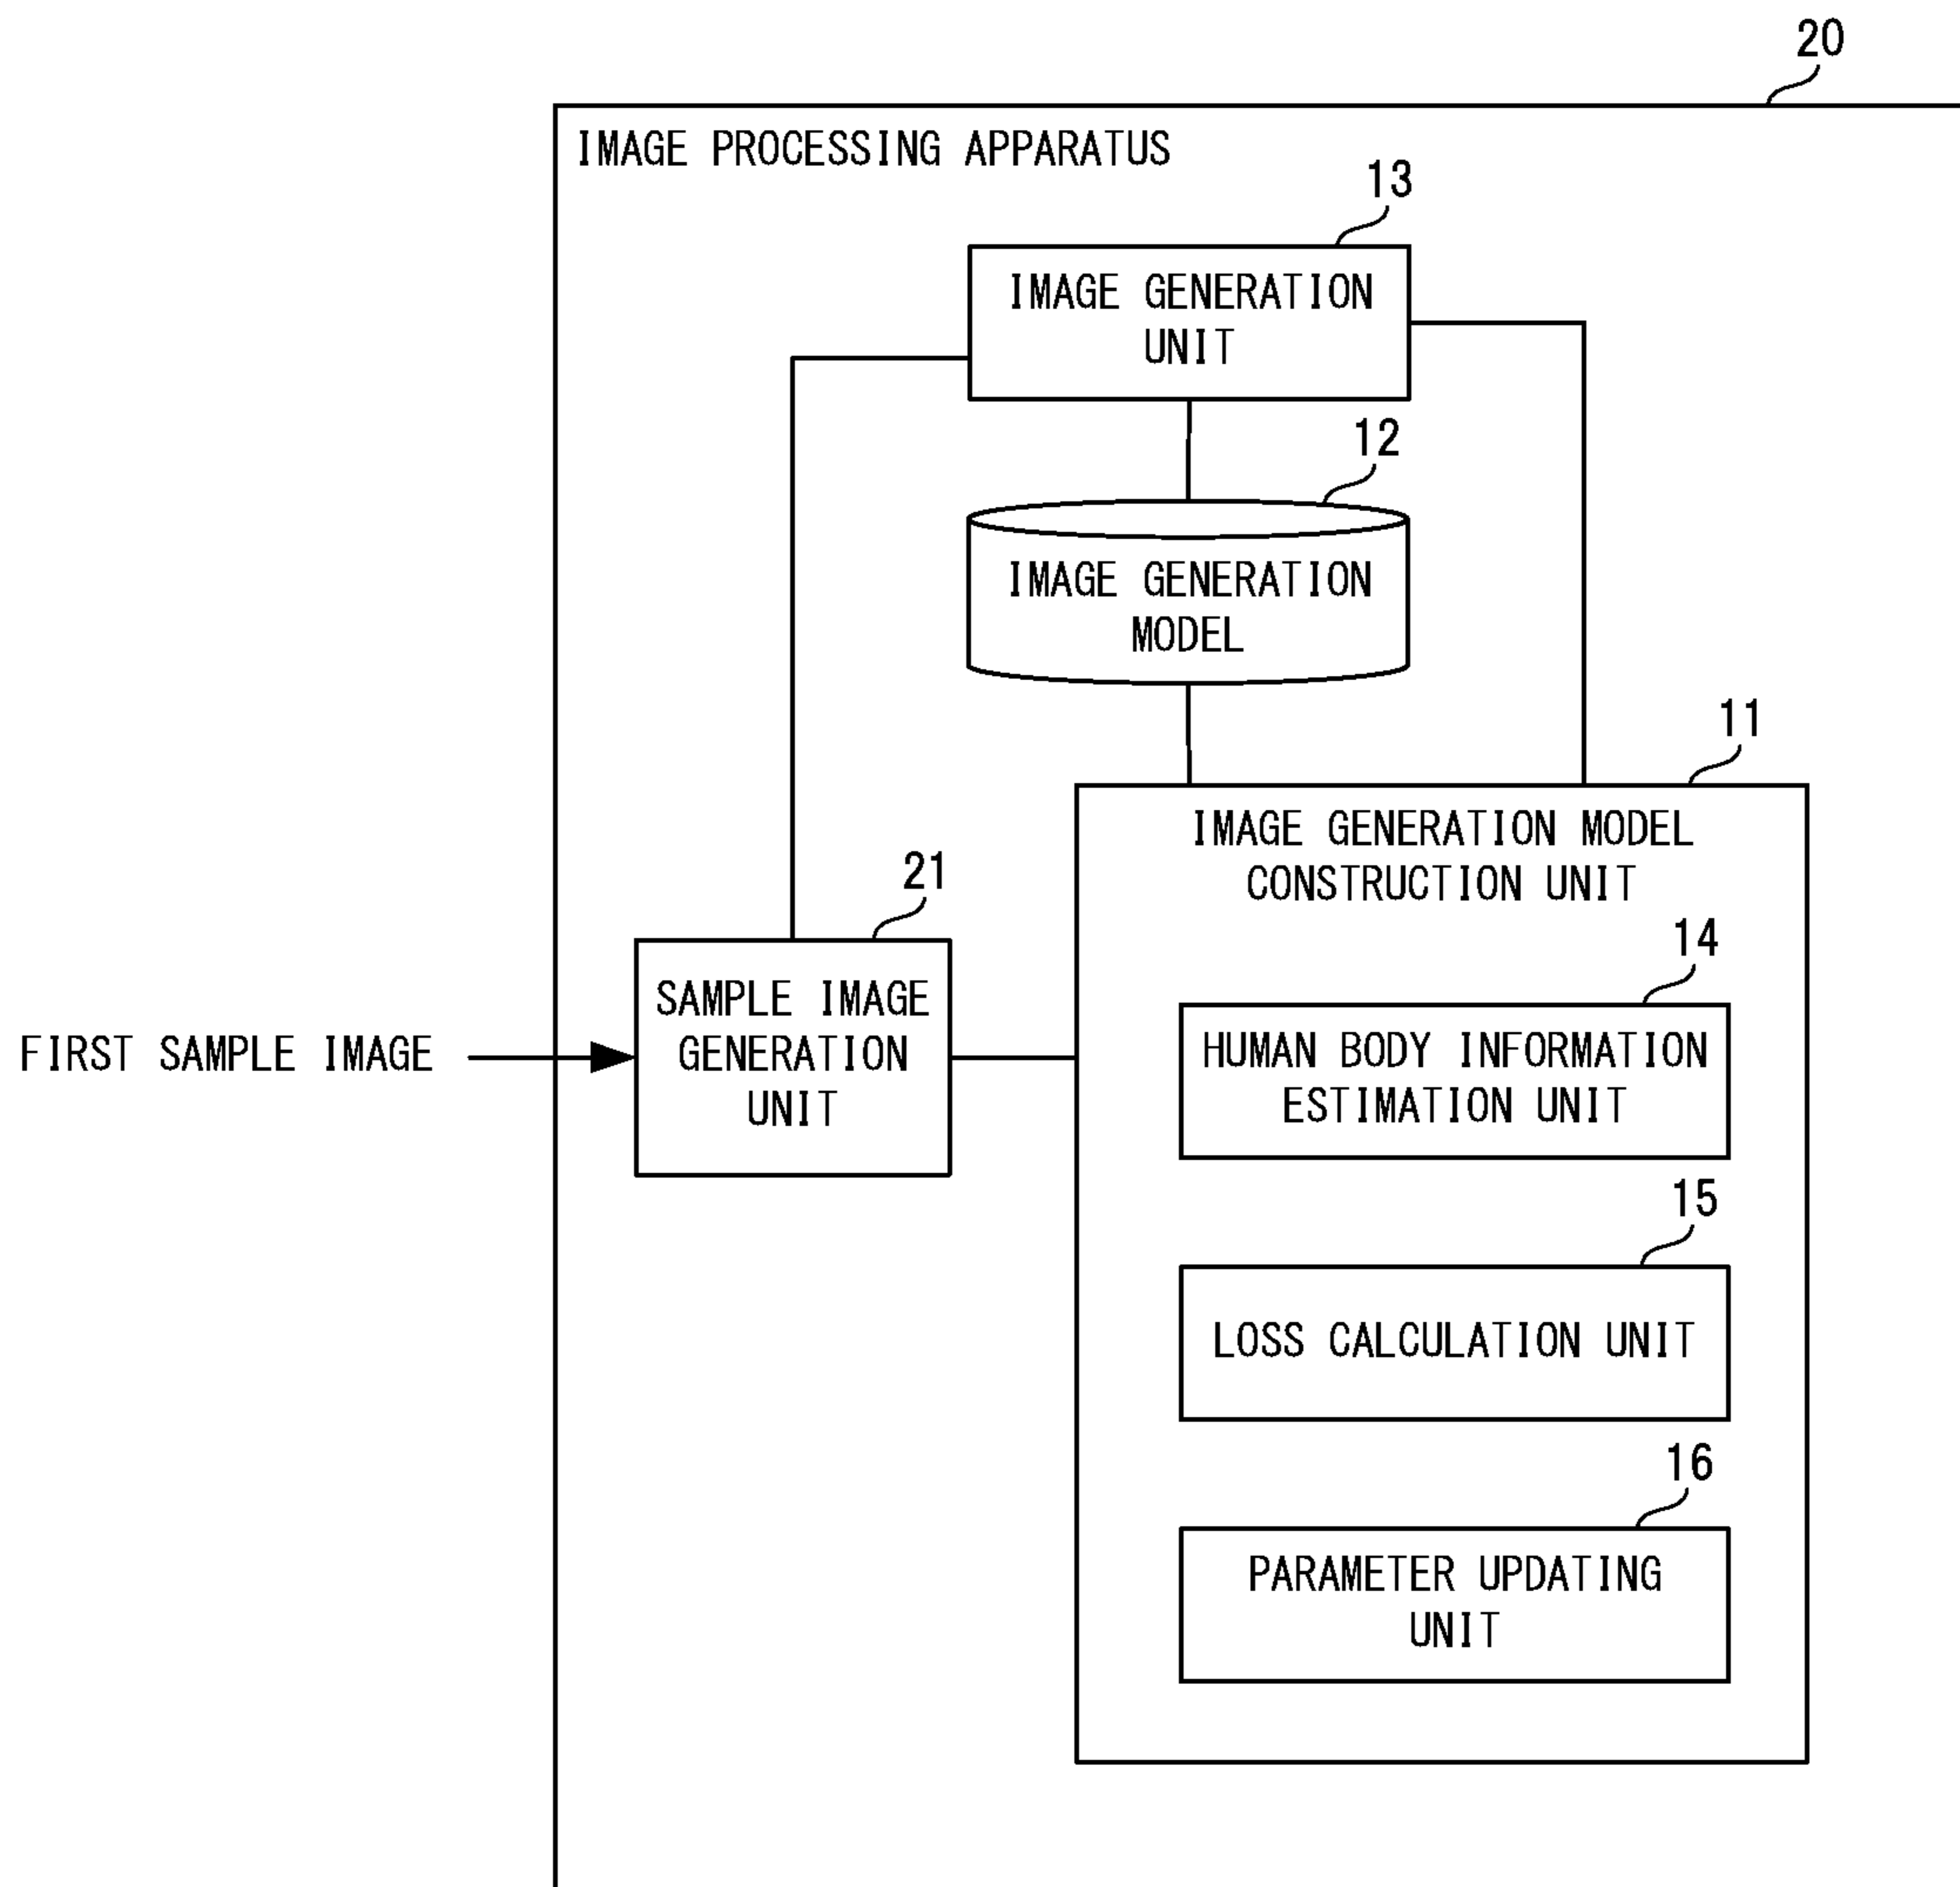 20
IMAGE PROCESSING APPARATUS
13
IMAGE GENERATION
UNIT
12
IMAGE GENERATION
MODEL
11
IMAGE GENERATION MODEL
CONSTRUCTION UNIT
21
SAMPLE IMAGE
GENERATION
UNIT
FIRST SAMPLE IMAGE
14
HUMAN BODY INFORMATION
ESTIMATION UNIT
15
LOSS CALCULATION UNIT
16
PARAMETER UPDATING
UNIT